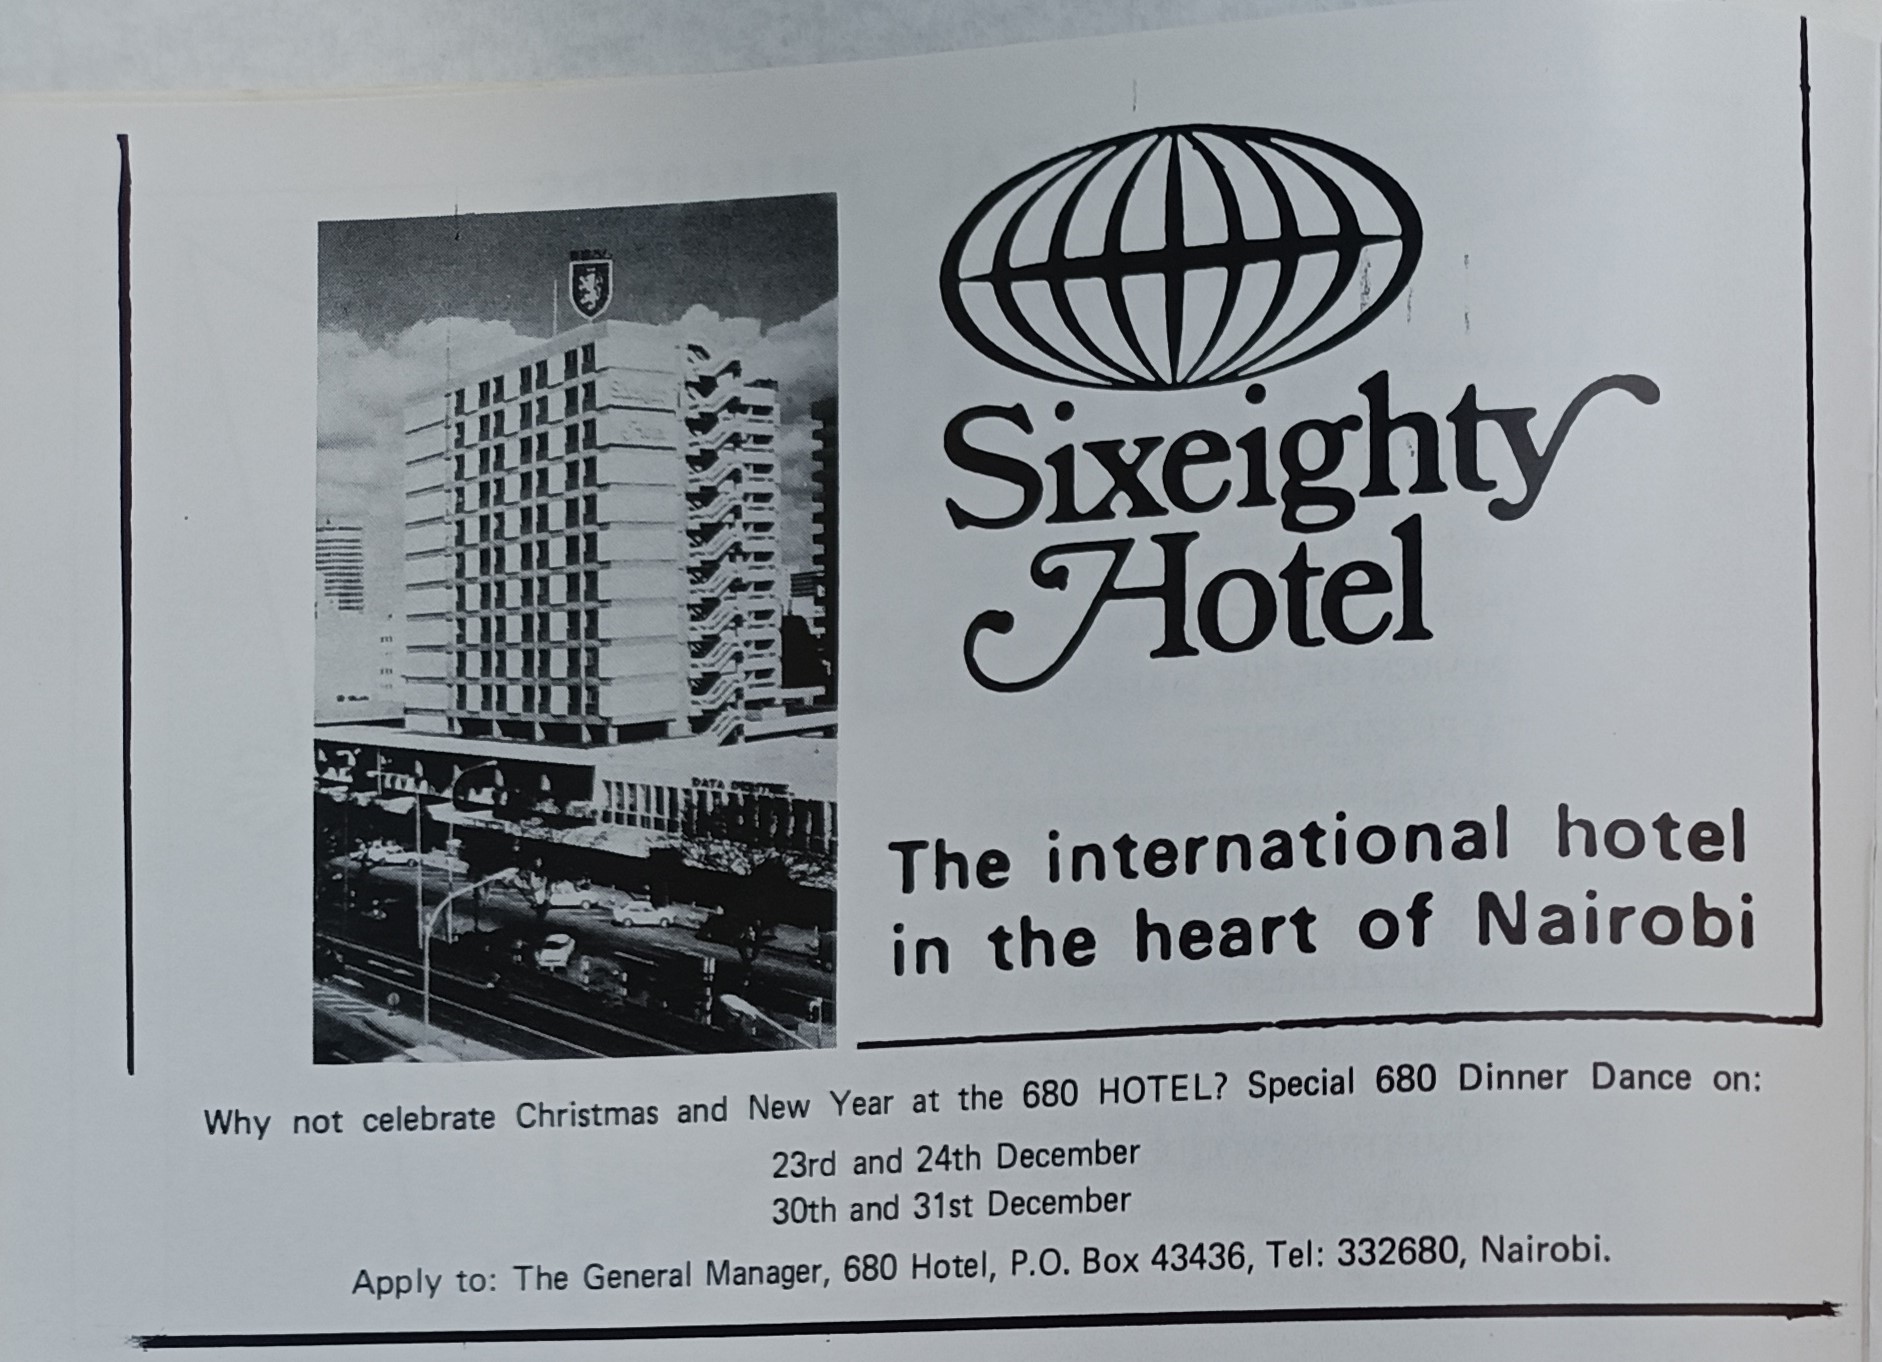 Sixeighty
Hotel
The international hotel
in the heart of Nairobi
Why not celebrate Christmas and New Year at the 680 HOTEL? Special 680 Dinner Dance on:
23rd and 24th December
30th and 31st December
Apply to: The General Manager, 680 Hotel, P.O. Box 43436, Tel: 332680, Nairobi.